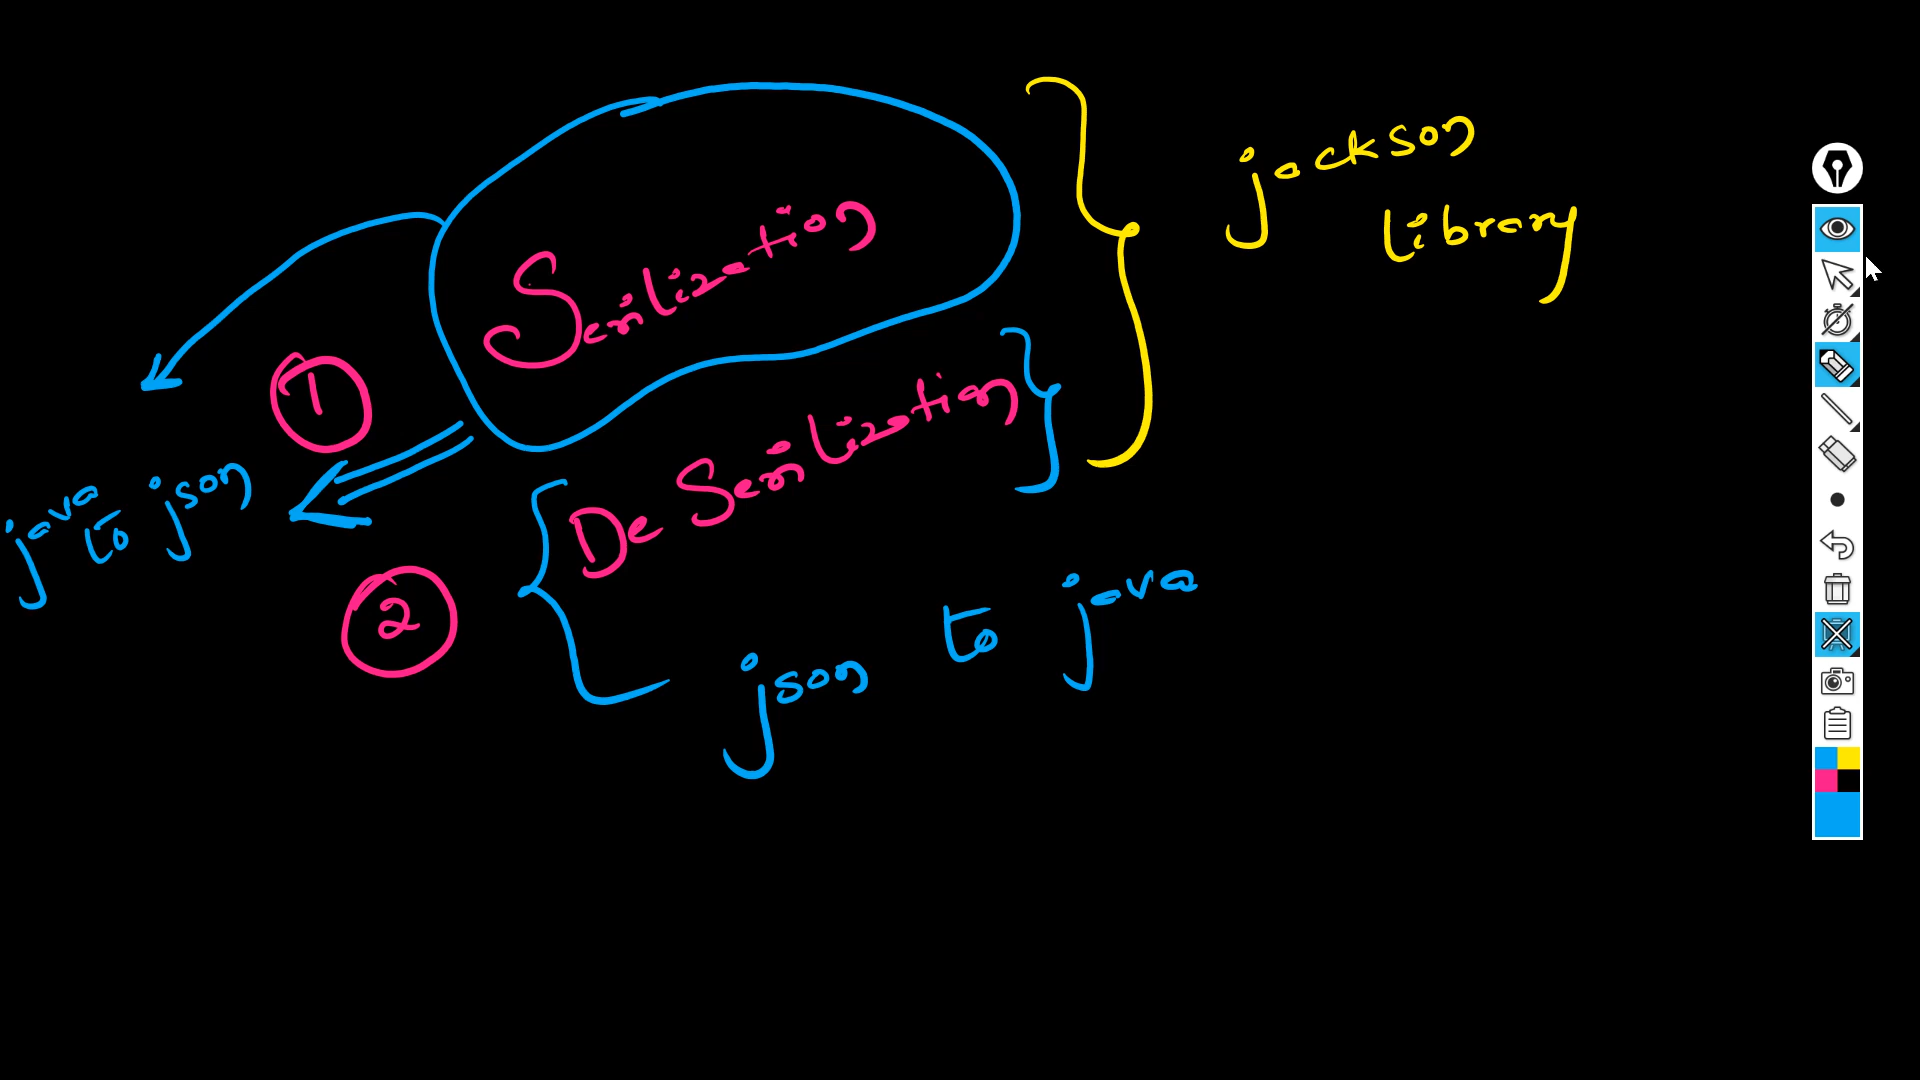 jackson
library
Serilization
1
java
to json
De Serilization
2
json to java